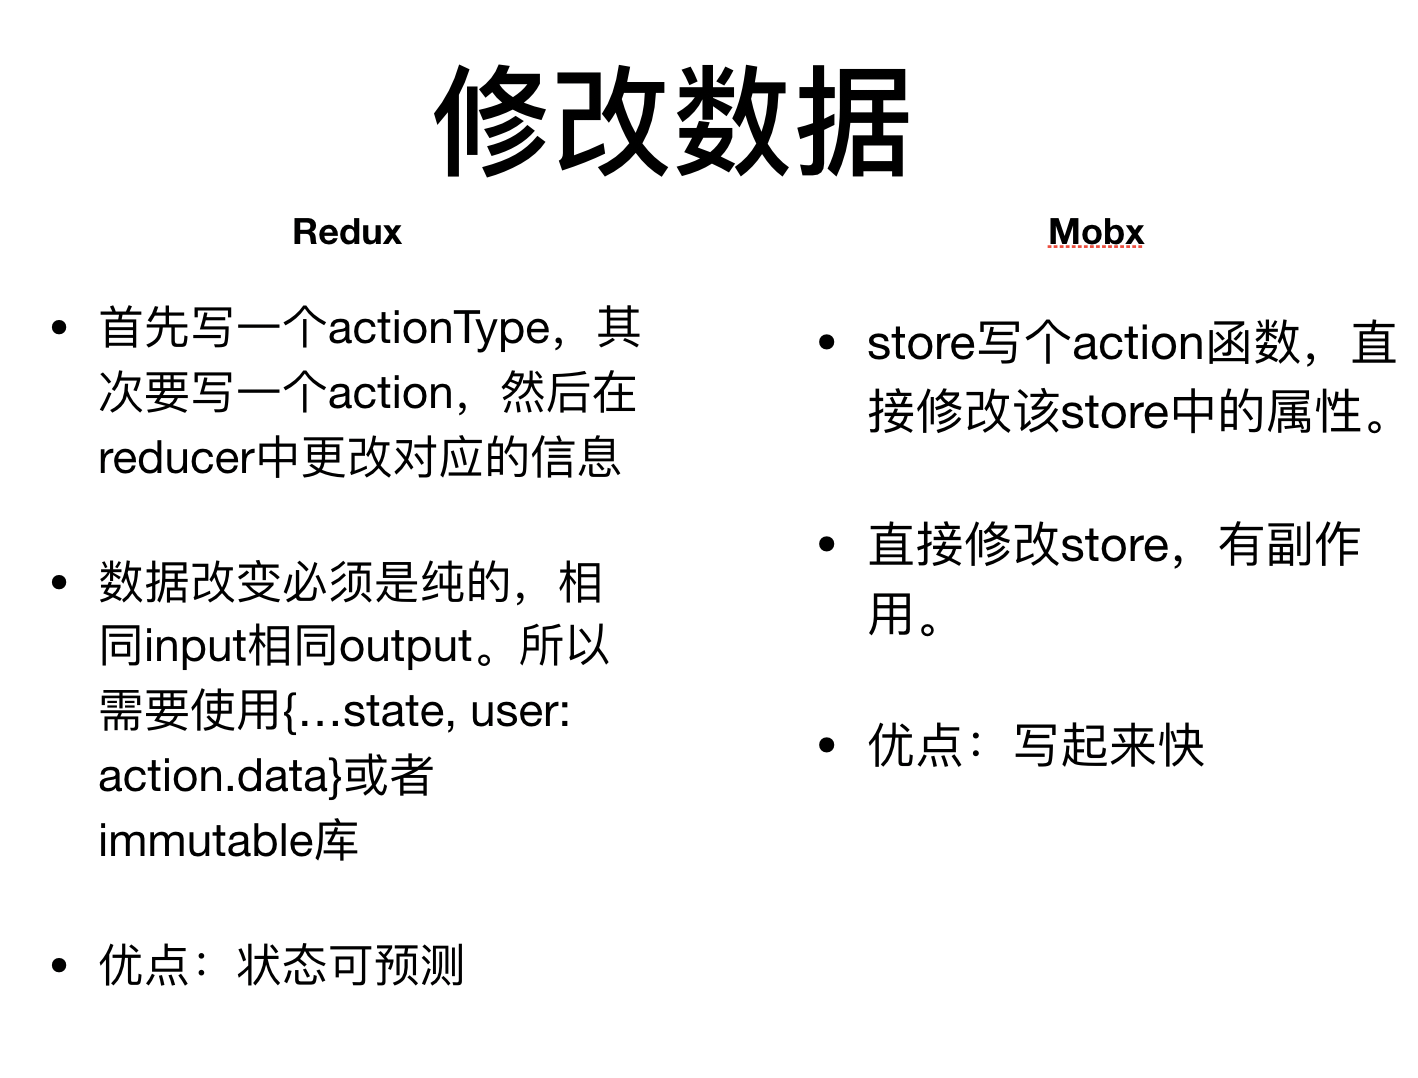 修改数据
Redux
• 首先写一个actionType，其
次要写一个action，然后在
reducer中更改对应的信息
• 数据改变必须是纯的，相
同input相同output。所以
需要使用{…state, user:
action.data}或者
immutable库
• 优点：状态可预测
Mobx
• store写个action函数，直
接修改该store中的属性。
• 直接修改store，有副作
用。
• 优点：写起来快